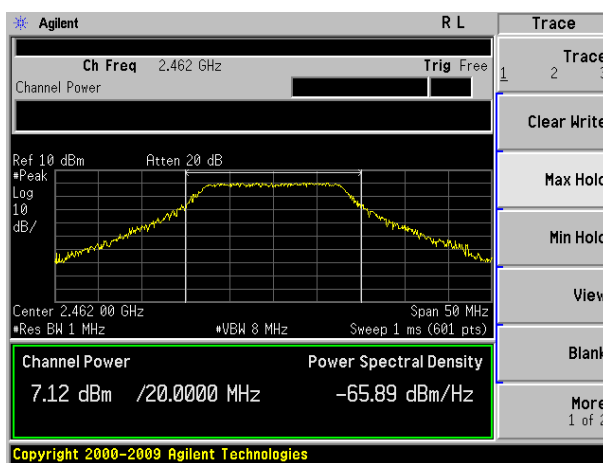 Agilent R L Trace
Ch Freq 2.462 GHz Trig Free
Channel Power
Trace
1 2 3
Clear Write
Ref 10 dBm Atten 20 dB
#Peak
Log
10
dB/
Max Hold
Min Hold
View
Center 2.462 00 GHz Span 50 MHz
#Res BW 1 MHz #VBW 8 MHz Sweep 1 ms (601 pts)
Channel Power Power Spectral Density
7.12 dBm /20.0000 MHz -65.89 dBm/Hz
Blank
More
1 of 2
Copyright 2000-2009 Agilent Technologies